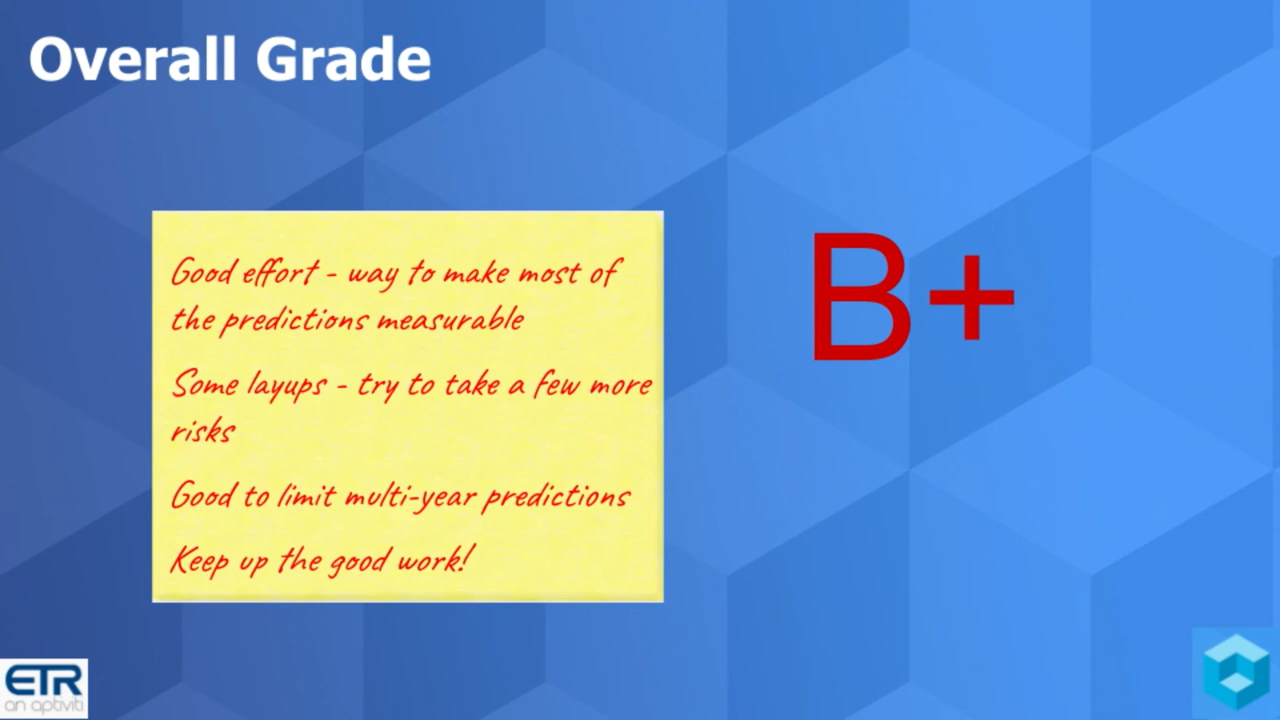 Overall Grade
Good effort - way to make most of
the predictions measurable
B+
Some layups - try to take a few more
risks
Good to limit multi-year predictions
Keep up the good work!
ETR
an aptiviti